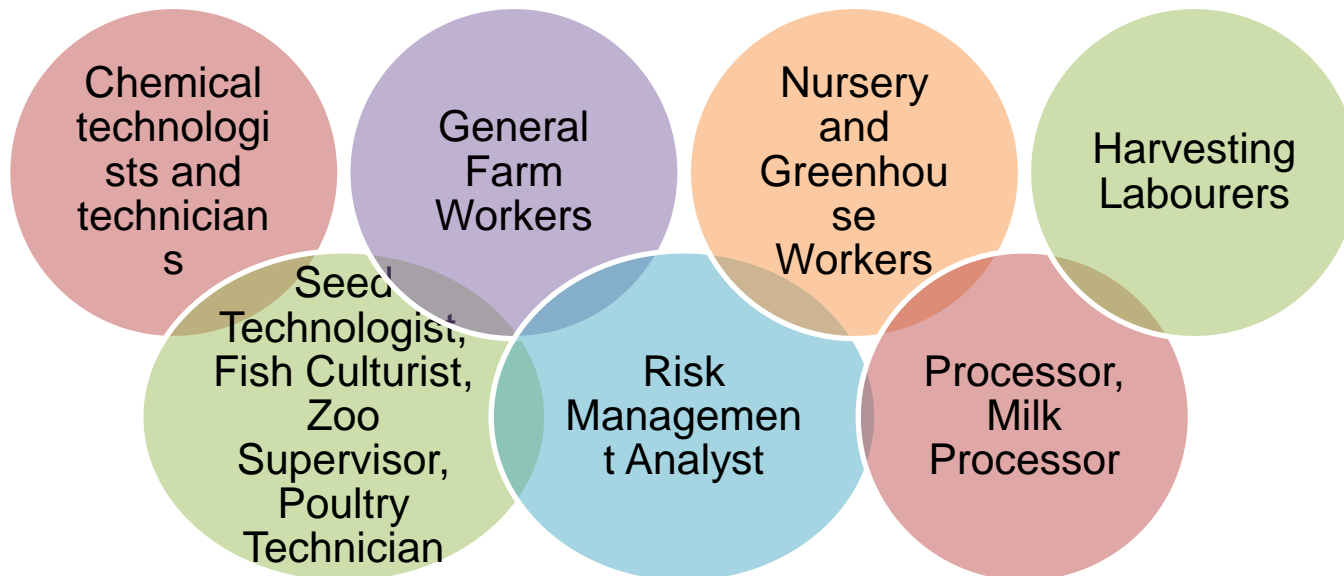 Chemical
technologi
sts and
technician
s
General
Farm
Workers
Nursery
and
Greenhou
se
Workers
Harvesting
Labourers
Seed
Technologist,
Fish Culturist,
Zoo
Supervisor,
Poultry
Technician
Risk
Managemen
t Analyst
Processor,
Milk
Processor